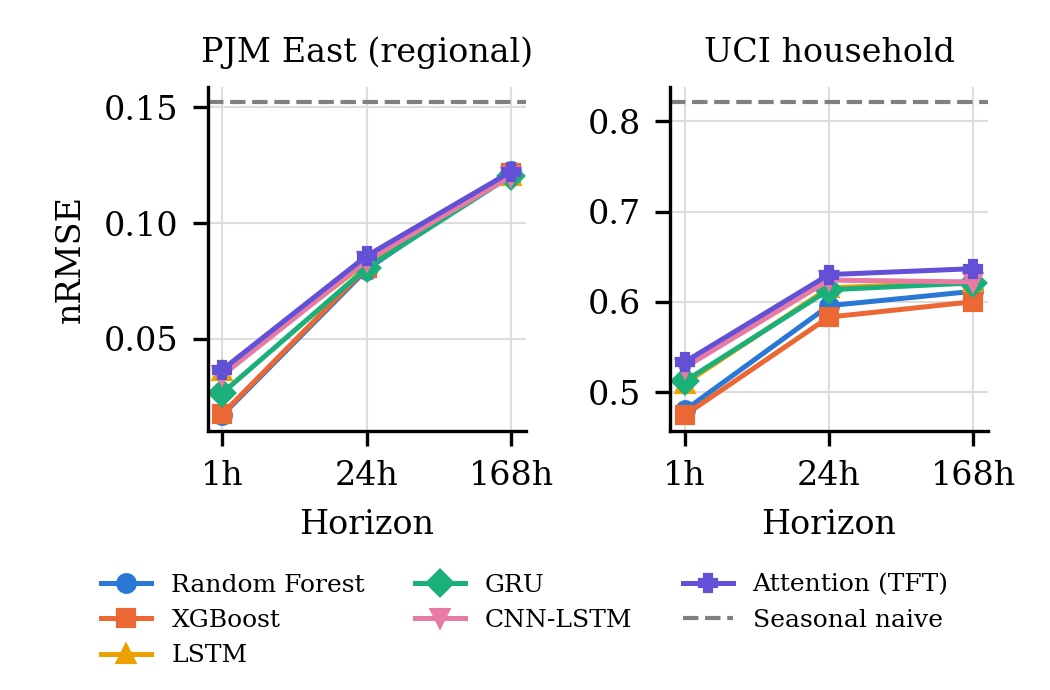 PJM East (regional)
UCI household
nRMSE
0.15
0.10
0.05
0.8
0.7
0.6
0.5
1h 24h 168h
1h 24h 168h
Horizon
Horizon
Random Forest
XGBoost
LSTM
GRU
CNN-LSTM
Attention (TFT)
Seasonal naive